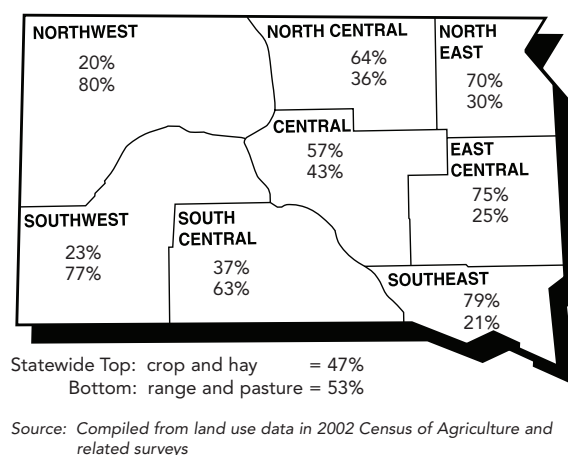 NORTHWEST
20%
80%
NORTH CENTRAL
64%
36%
NORTH
EAST
70%
30%
CENTRAL
57%
43%
EAST
CENTRAL
75%
25%
SOUTHWEST
23%
77%
SOUTH
CENTRAL
37%
63%
SOUTHEAST
79%
21%
Statewide Top: crop and hay = 47%
Bottom: range and pasture = 53%
Source: Compiled from land use data in 2002 Census of Agriculture and
related surveys